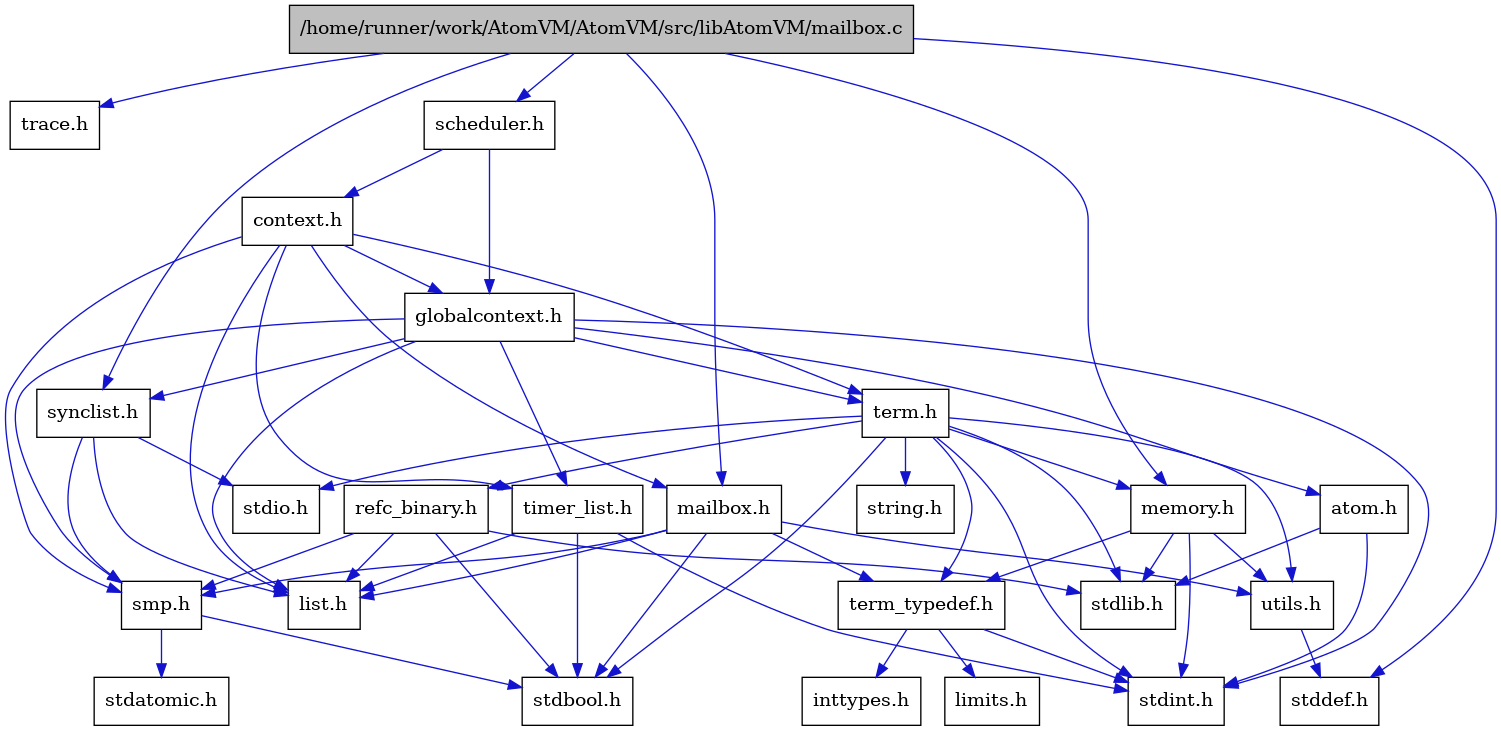 /home/runner/work/AtomVM/AtomVM/src/libAtomVM/mailbox.c
trace.h
scheduler.h
context.h
globalcontext.h
synclist.h
term.h
stdio.h
refc_binary.h
timer_list.h
mailbox.h
string.h
memory.h
atom.h
smp.h
list.h
term_typedef.h
stdlib.h
utils.h
stdatomic.h
stdbool.h
inttypes.h
limits.h
stdint.h
stddef.h